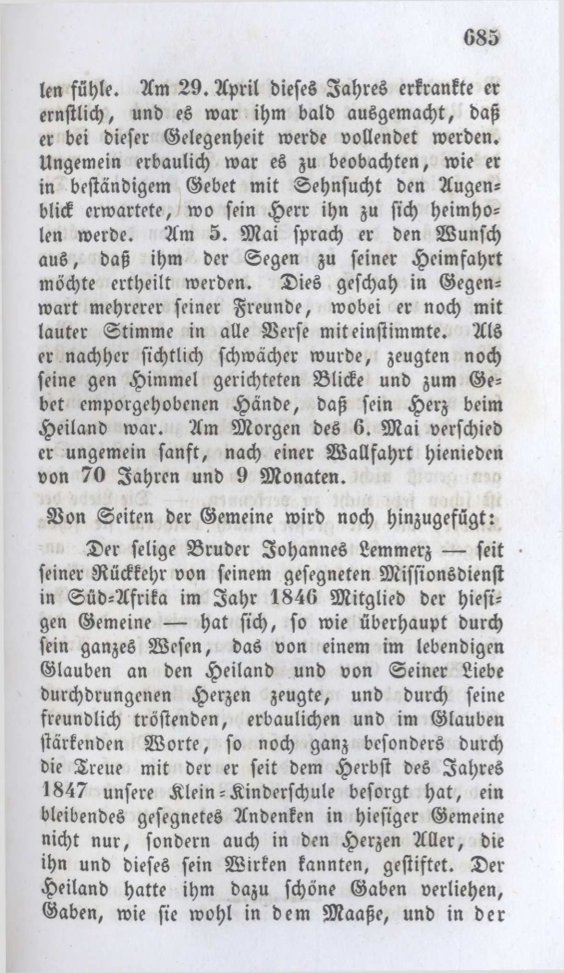 685
len fühle. Am 29. April dieses Jahres erkrankte er
ernstlich, und es war ihm bald ausgemacht, daß
er bei dieser Gelegenheit werde vollendet werden.
Ungemein erbaulich war es zu beobachten, wie er
in beständigem Gebet mit Sehnsucht den Augen-
blick erwartete, wo sein Herr ihn zu sich heimho-
len werde. Am 5. Mai sprach er den Wunsch
aus, daß ihm der Segen zu seiner Heimfahrt
möchte ertheilt werden. Dies geschah in Gegen-
wart mehrerer seiner Freunde, wobei er noch mit
lauter Stimme in alle Verse miteinstimmte. Als
er nachher sichtlich schwächer wurde, zeugten noch
seine gen Himmel gerichteten Blicke und zum Ge-
bet emporgehobenen Hände, daß sein Herz beim
Heiland war. Am Morgen des 6. Mai verschied
er ungemein sanft, nach einer Wallfahrt hienieden
von 70 Jahren und 9 Monaten.
Von Seiten der Gemeine wird noch hinzugefügt:
Der selige Bruder Johannes Lemmerz — seit
seiner Rückkehr von seinem gesegneten Missionsdienst
in Süd-Afrika im Jahr 1846 Mitglied der hiesi-
gen Gemeine — hat sich, so wie überhaupt durch
sein ganzes Wesen, das von einem im lebendigen
Glauben an den Heiland und von Seiner Liebe
durchdrungenen Herzen zeugte, und durch seine
freundlich tröstenden, erbaulichen und im Glauben
stärkenden Worte, so noch ganz besonders durch
die Treue mit der er seit dem Herbst des Jahres
1847 unsere Klein-Kinderschule besorgt hat, ein
bleibendes gesegnetes Andenken in hiesiger Gemeine
nicht nur, sondern auch in den Herzen Aller, die
ihn und dieses sein Wirken kannten, gestiftet. Der
Heiland hatte ihm dazu schöne Gaben verliehen,
Gaben, wie sie wohl in dem Maaße, und in der